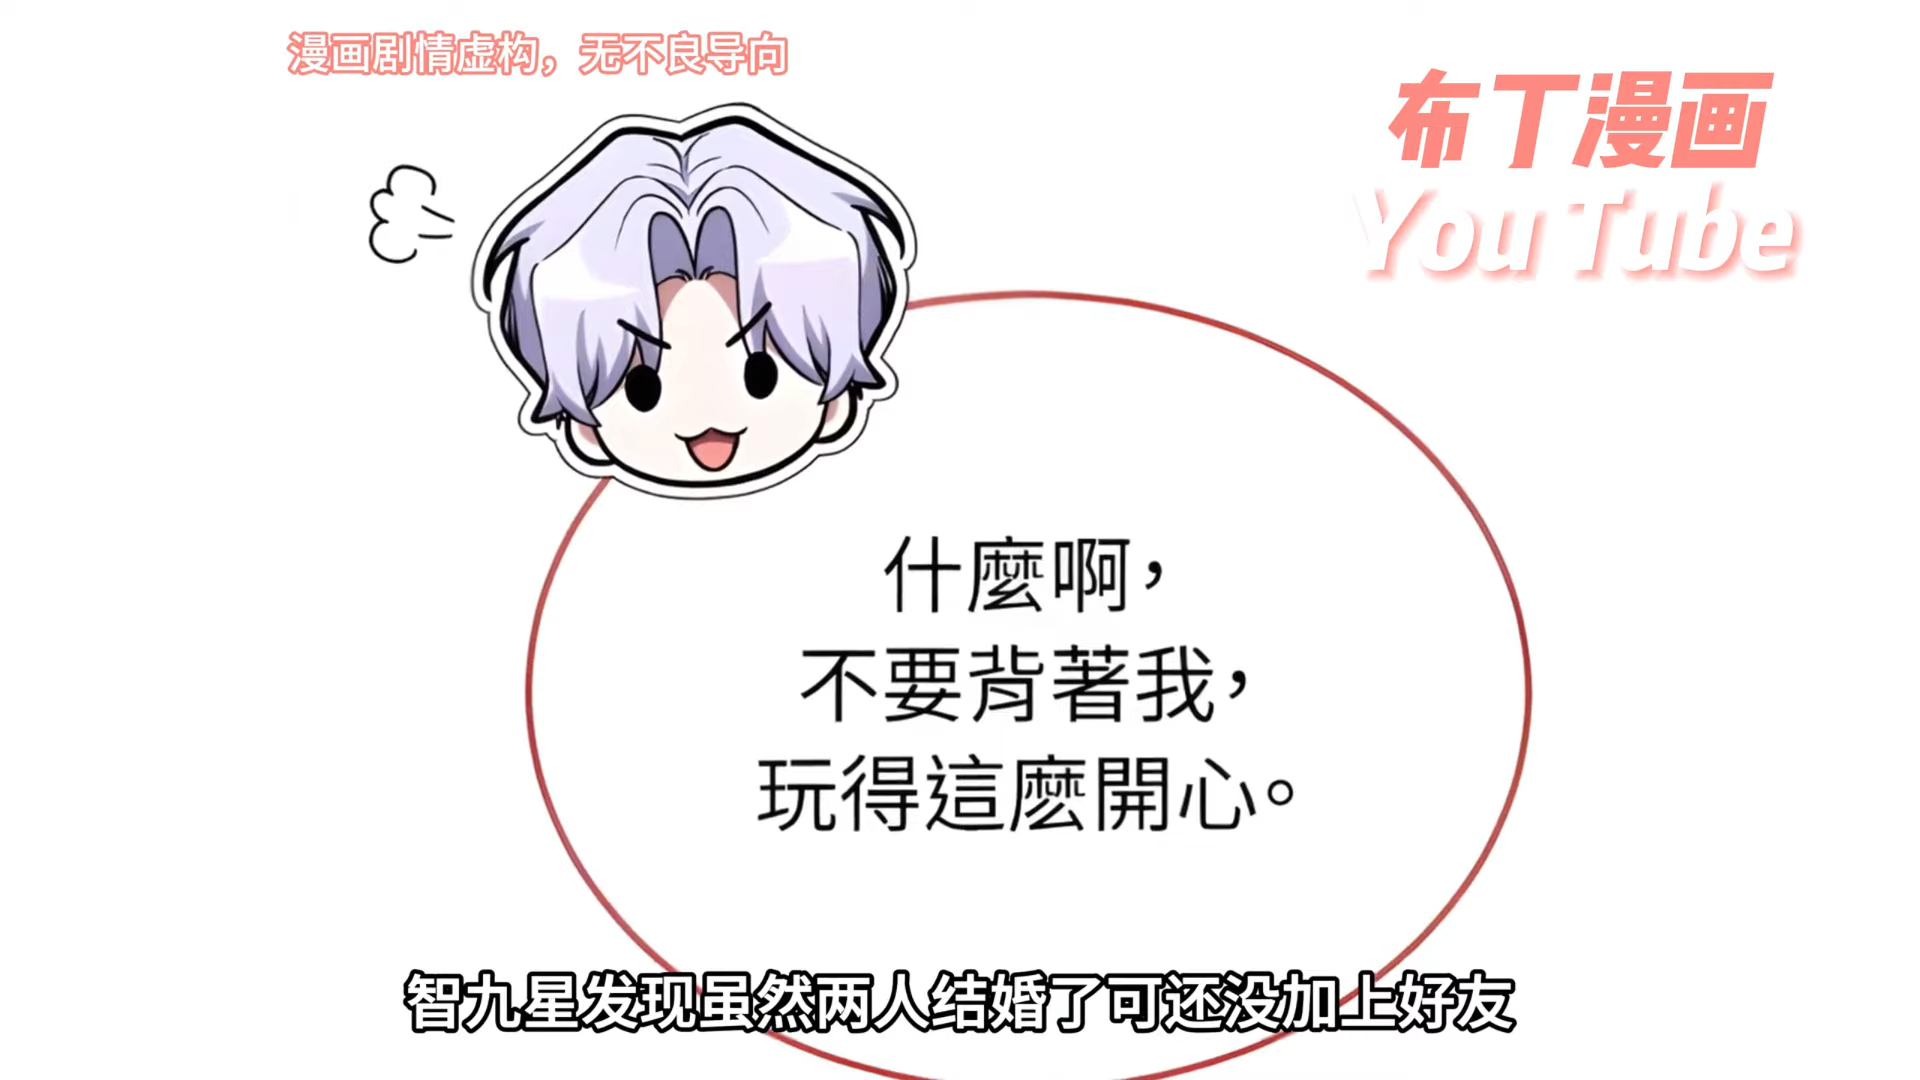 漫画剧情虚构，无不良导向
布丁漫画
YouTube
什麼啊，
不要背著我，
玩得這麽開心。
智九星发现虽然两人结婚了可还没加上好友